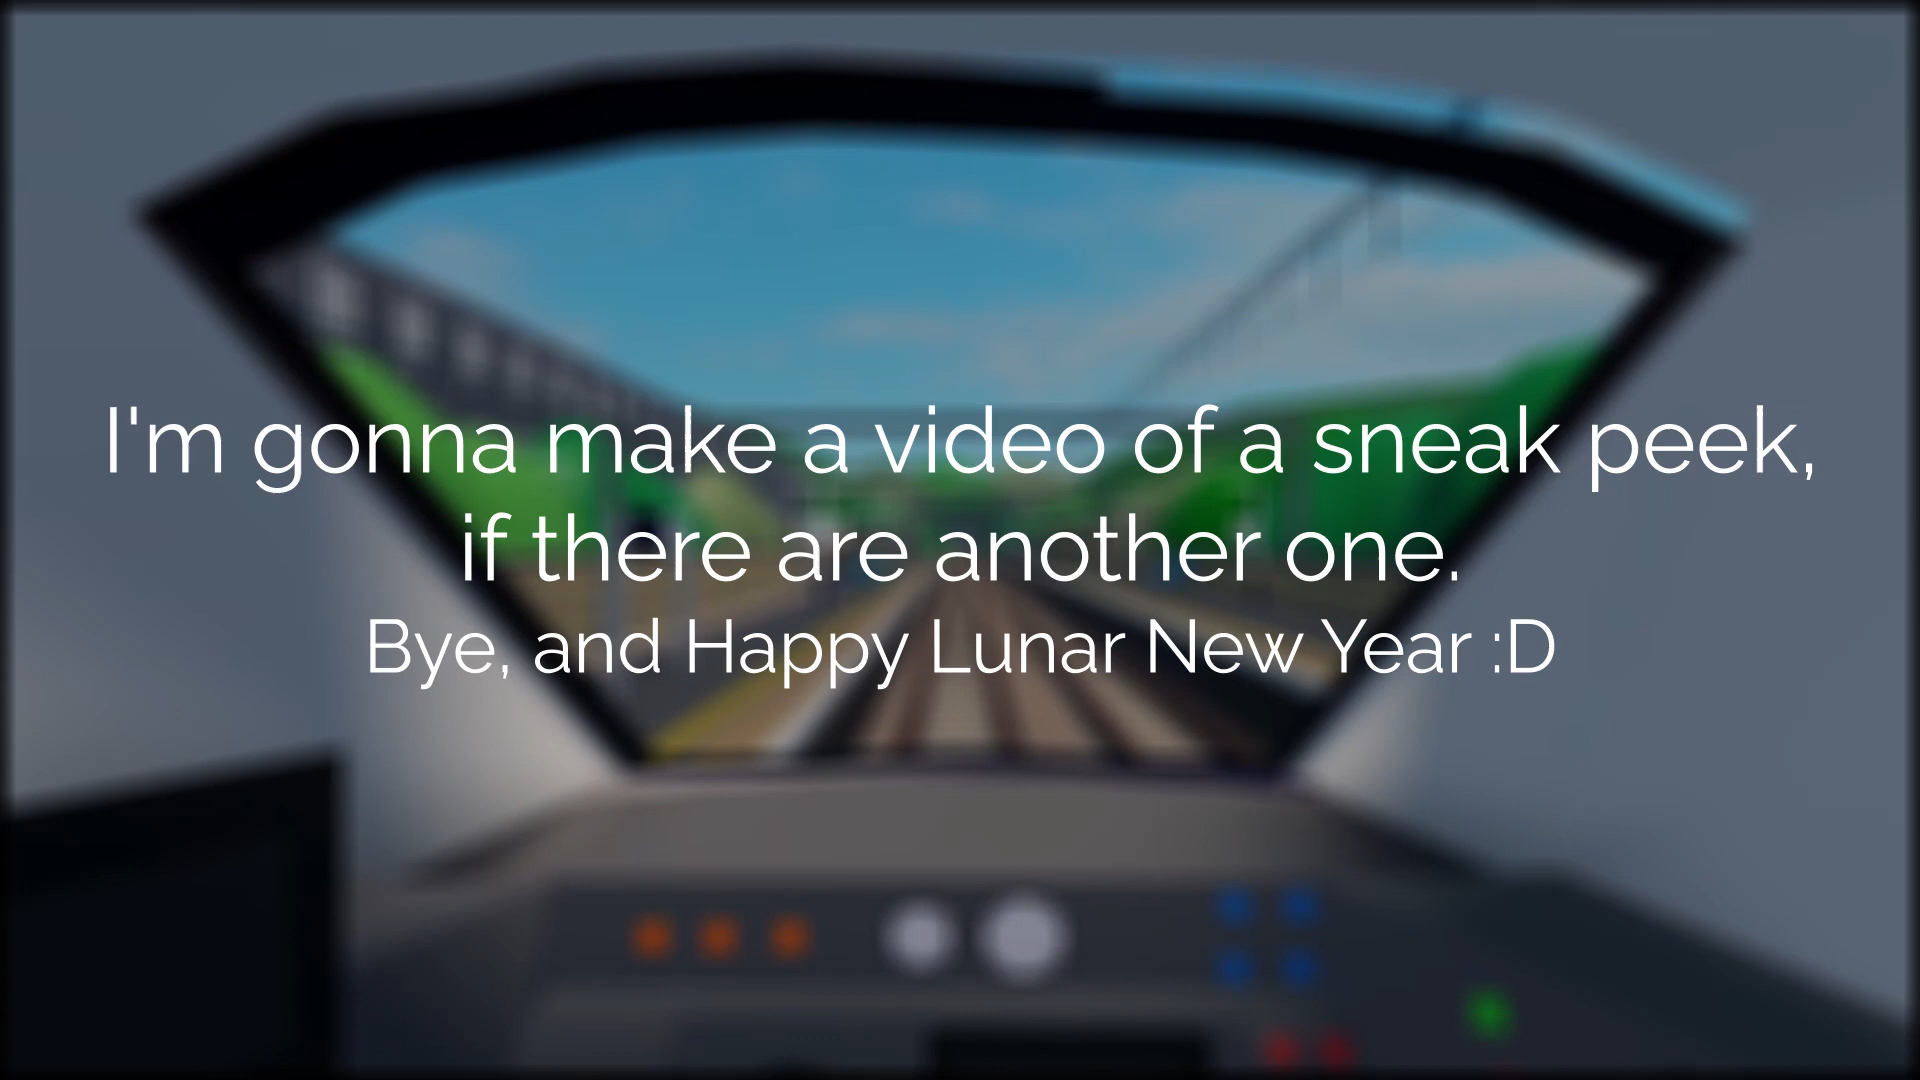 I'm gonna make a video of a sneak peek,
if there are another one.
Bye, and Happy Lunar New Year :D